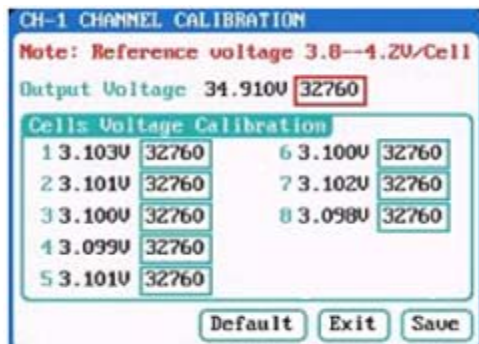 CH-1 CHANNEL CALIBRATION
Note: Reference voltage 3.8--4.2V/Cell
Output Voltage 34.910V 32760
Cells Voltage Calibration
1 3.103V 32760 6 3.100V 32760
2 3.101V 32760 7 3.102V 32760
3 3.100V 32760 8 3.098V 32760
4 3.099V 32760
5 3.101V 32760
Default Exit Save